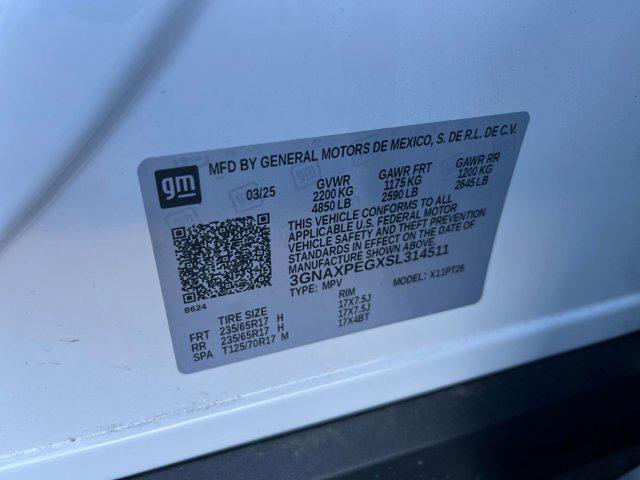 MFD BY GENERAL MOTORS DE MEXICO, S. DE R.L. DE C.V.
gm
03/25 GVWR GAWR FRT GAWR RR
2200 KG 1175 KG 1200 KG
4850 LB 2590 LB 2645 LB
THIS VEHICLE CONFORMS TO ALL
APPLICABLE U.S. FEDERAL MOTOR
VEHICLE SAFETY AND THEFT PREVENTION
STANDARDS IN EFFECT ON THE DATE OF
MANUFACTURE SHOWN ABOVE.
3GNAXPEGXSL314511
TYPE: MPV MODEL: X11PT26
8624
TIRE SIZE RIM
FRT 235/65R17 H 17X7.5J
RR 235/65R17 H 17X7.5J
SPA T125/70R17 M 17X4BT